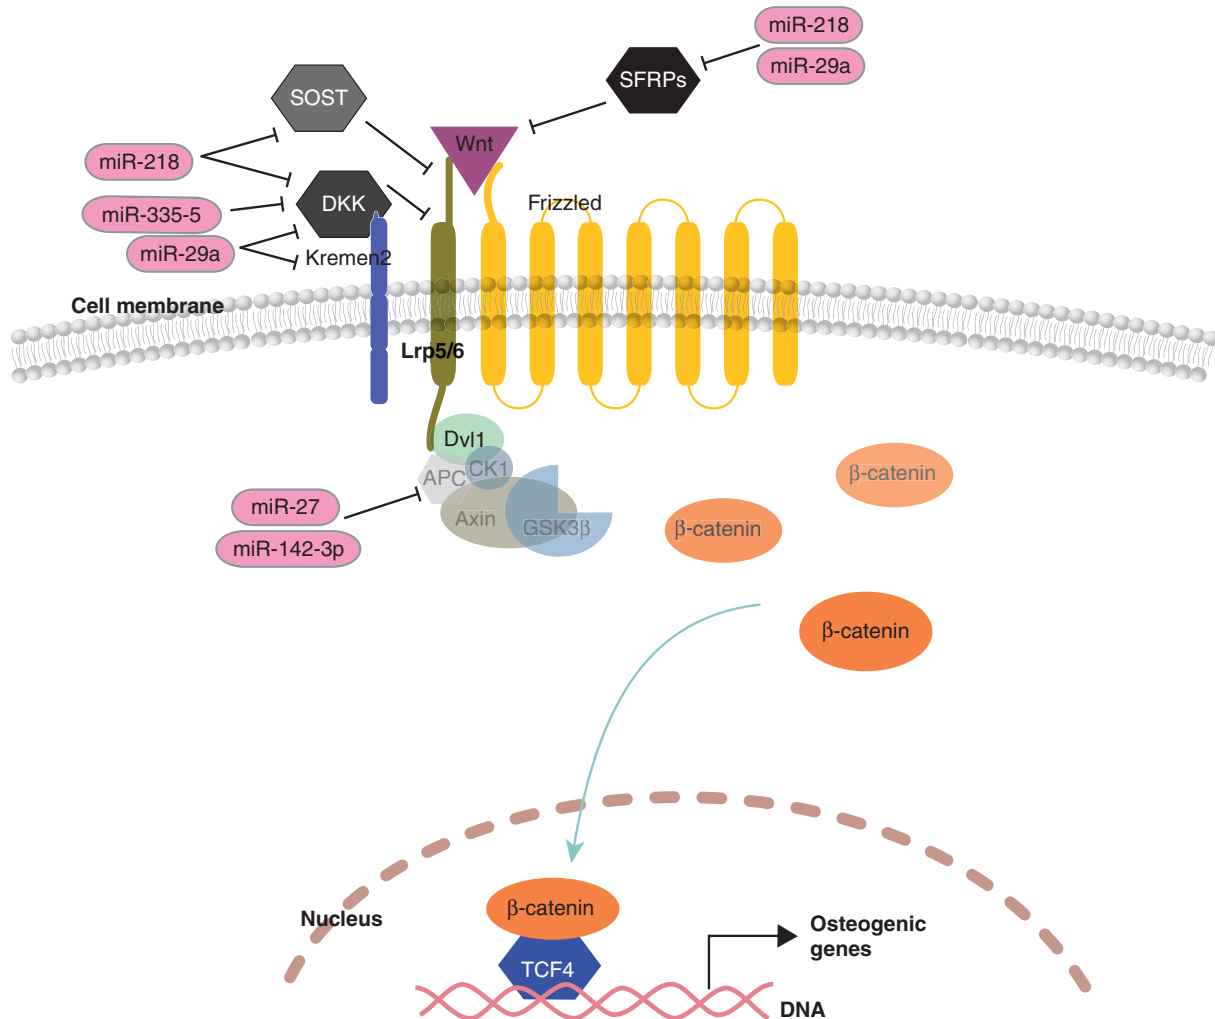 miR-218
miR-29a
SFRPs
SOST
Wnt
miR-218
DKK
Frizzled
miR-335-5
miR-29a
Kremen2
Cell membrane
Lrp5/6
Dvl1
CK1
APC
β-catenin
miR-27
Axin
GSK3β
β-catenin
miR-142-3p
β-catenin
β-catenin
Nucleus
Osteogenic
genes
TCF4
DNA